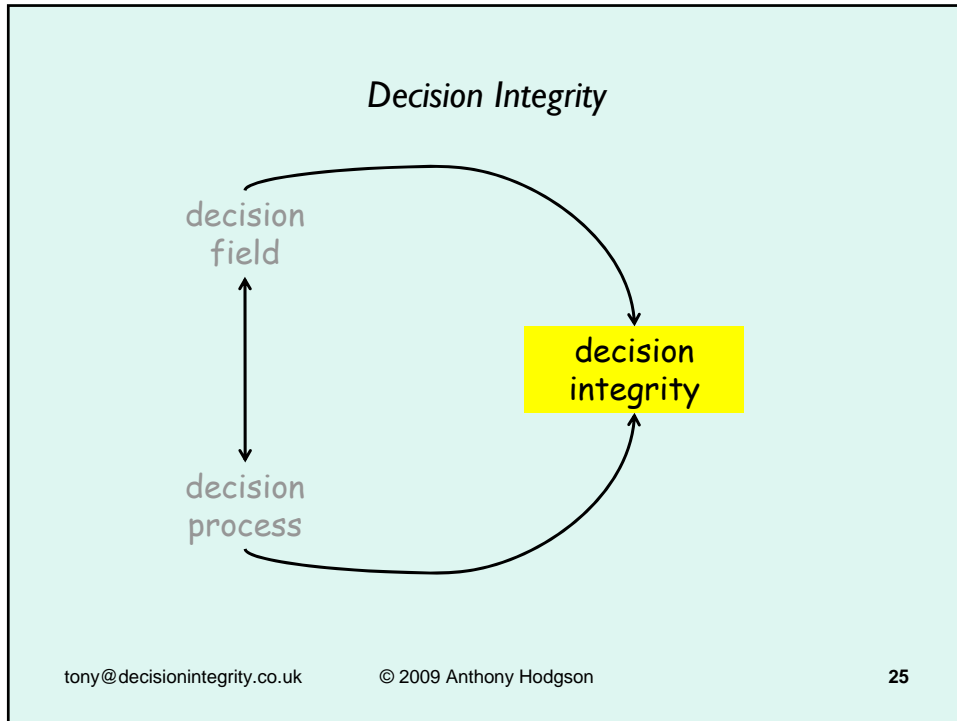 Decision Integrity
decision
field
decision
integrity
decision
process
tony@decisionintegrity.co.uk
© 2009 Anthony Hodgson
25